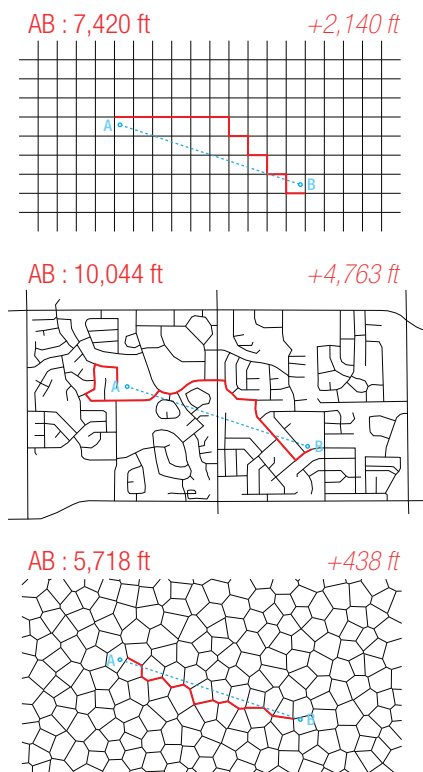 AB : 7,420 ft +2,140 ft
A
B
AB : 10,044 ft +4,763 ft
A
B
AB : 5,718 ft +438 ft
A
B